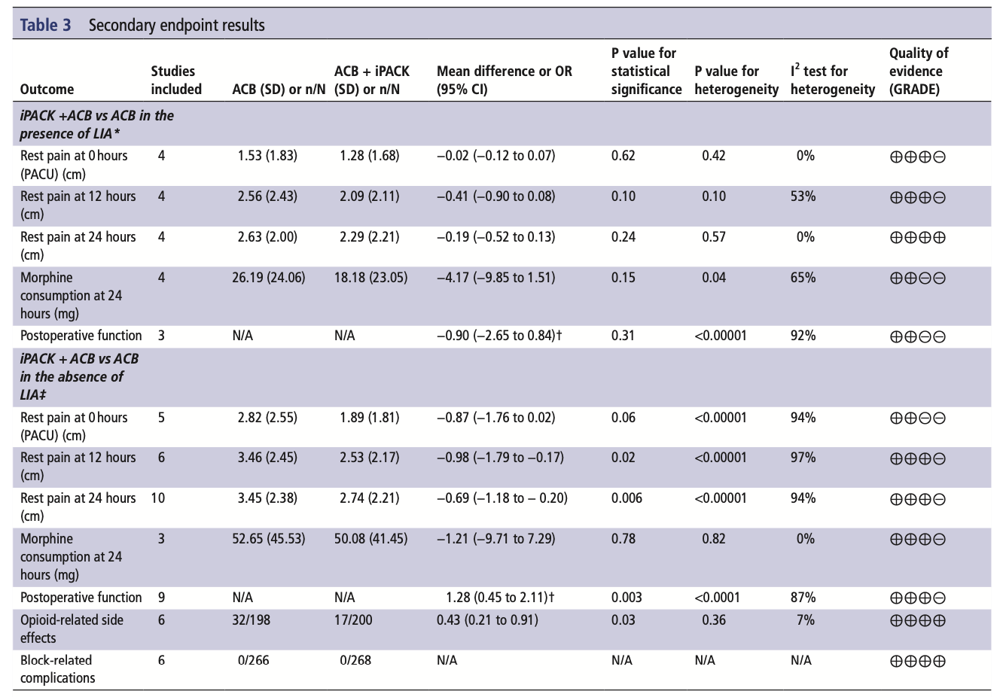 Table 3 Secondary endpoint results
Outcome | Studies included | ACB (SD) or n/N | ACB + iPACK (SD) or n/N | Mean difference or OR (95% CI) | P value for statistical significance | P value for heterogeneity | I² test for heterogeneity | Quality of evidence (GRADE)
iPACK +ACB vs ACB in the presence of LIA*
Rest pain at 0 hours (PACU) (cm) | 4 | 1.53 (1.83) | 1.28 (1.68) | −0.02 (−0.12 to 0.07) | 0.62 | 0.42 | 0% | ⊕⊕⊕⊖
Rest pain at 12 hours (cm) | 4 | 2.56 (2.43) | 2.09 (2.11) | −0.41 (−0.90 to 0.08) | 0.10 | 0.10 | 53% | ⊕⊕⊕⊖
Rest pain at 24 hours (cm) | 4 | 2.63 (2.00) | 2.29 (2.21) | −0.19 (−0.52 to 0.13) | 0.24 | 0.57 | 0% | ⊕⊕⊕⊕
Morphine consumption at 24 hours (mg) | 4 | 26.19 (24.06) | 18.18 (23.05) | −4.17 (−9.85 to 1.51) | 0.15 | 0.04 | 65% | ⊕⊕⊖⊖
Postoperative function | 3 | N/A | N/A | −0.90 (−2.65 to 0.84)† | 0.31 | <0.00001 | 92% | ⊕⊕⊖⊖
iPACK + ACB vs ACB in the absence of LIA‡
Rest pain at 0 hours (PACU) (cm) | 5 | 2.82 (2.55) | 1.89 (1.81) | −0.87 (−1.76 to 0.02) | 0.06 | <0.00001 | 94% | ⊕⊕⊖⊖
Rest pain at 12 hours (cm) | 6 | 3.46 (2.45) | 2.53 (2.17) | −0.98 (−1.79 to −0.17) | 0.02 | <0.00001 | 97% | ⊕⊕⊕⊖
Rest pain at 24 hours (cm) | 10 | 3.45 (2.38) | 2.74 (2.21) | −0.69 (−1.18 to − 0.20) | 0.006 | <0.00001 | 94% | ⊕⊕⊕⊖
Morphine consumption at 24 hours (mg) | 3 | 52.65 (45.53) | 50.08 (41.45) | −1.21 (−9.71 to 7.29) | 0.78 | 0.82 | 0% | ⊕⊕⊕⊖
Postoperative function | 9 | N/A | N/A | 1.28 (0.45 to 2.11)† | 0.003 | <0.0001 | 87% | ⊕⊕⊕⊖
Opioid-related side effects | 6 | 32/198 | 17/200 | 0.43 (0.21 to 0.91) | 0.03 | 0.36 | 7% | ⊕⊕⊕⊕
Block-related complications | 6 | 0/266 | 0/268 | N/A | N/A | N/A | N/A | ⊕⊕⊕⊕